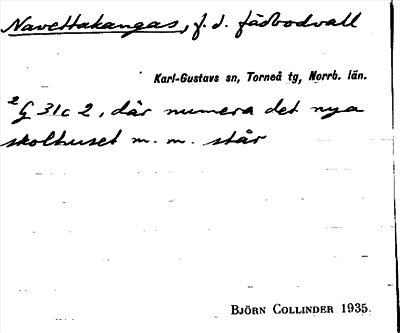 Navettakangas, f. d. fäbodvall
Karl-Gustavs sn, Torneå tg, Norrb. län.
2 G 31c 2, där numera det nya
skolhuset m. m. står
BJÖRN COLLINDER 1935.